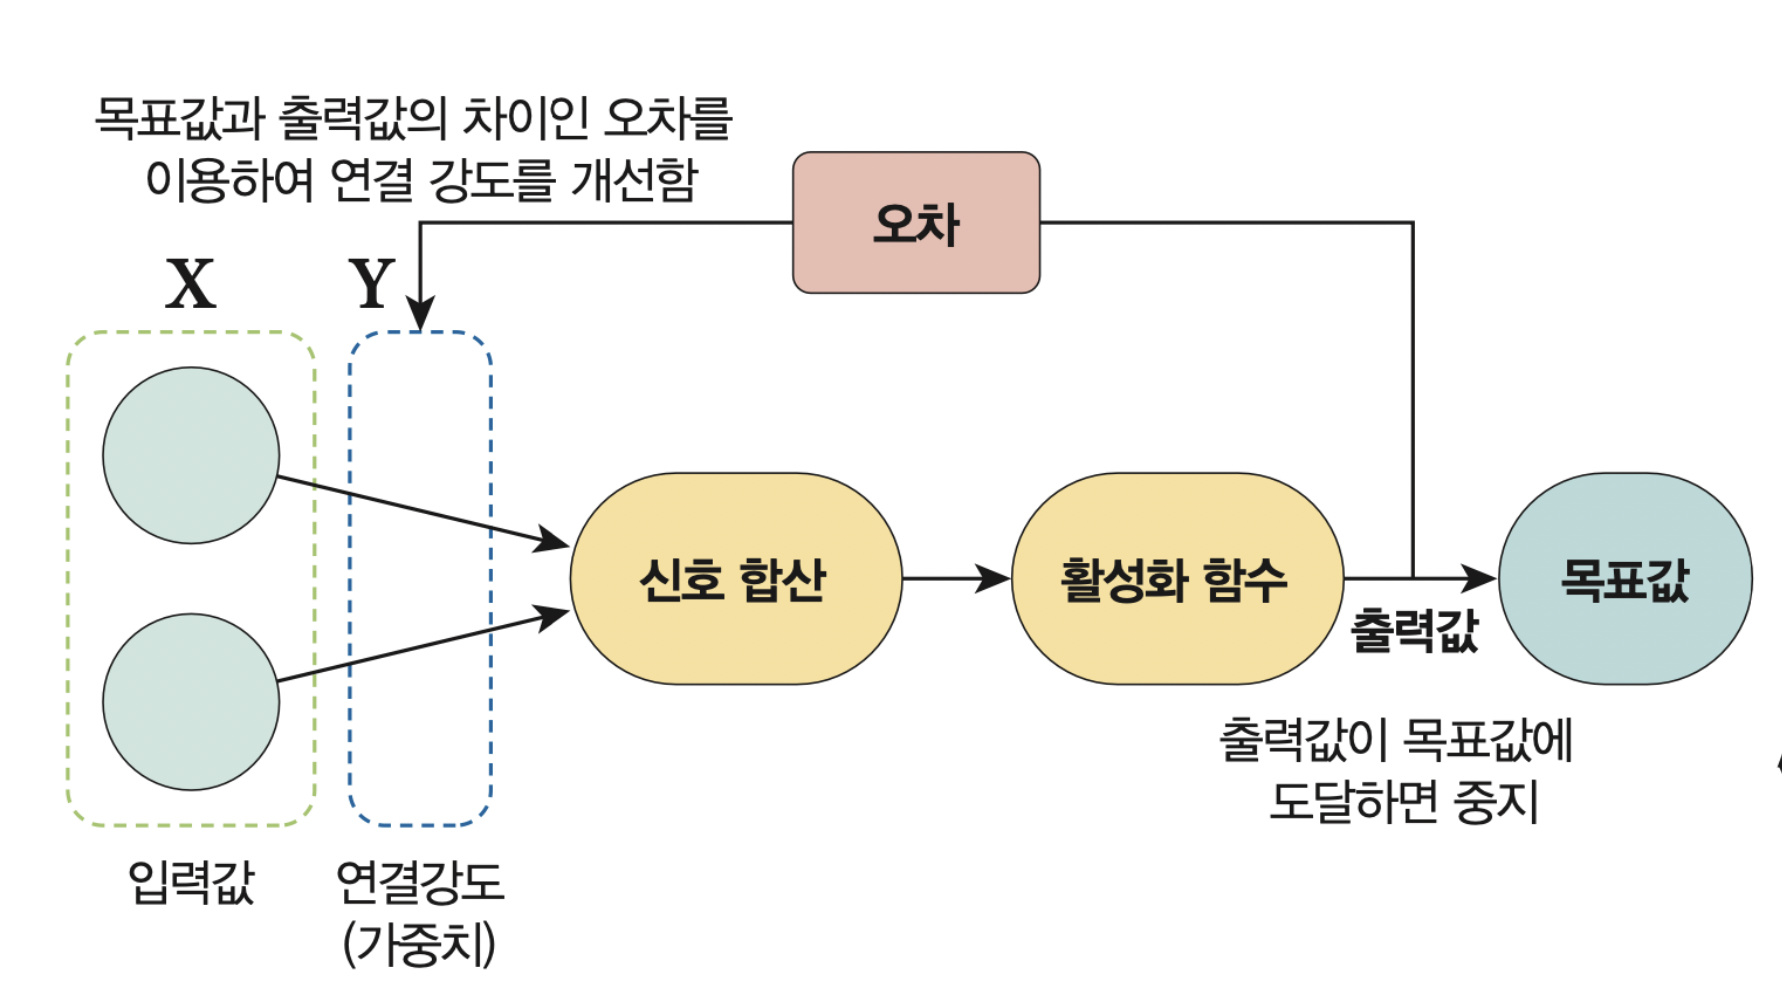 목표값과 출력값의 차이인 오차를
이용하여 연결 강도를 개선함
오차
X
Y
신호 합산
활성화 함수
출력값
목표값
출력값이 목표값에
도달하면 중지
입력값
연결강도
(가중치)